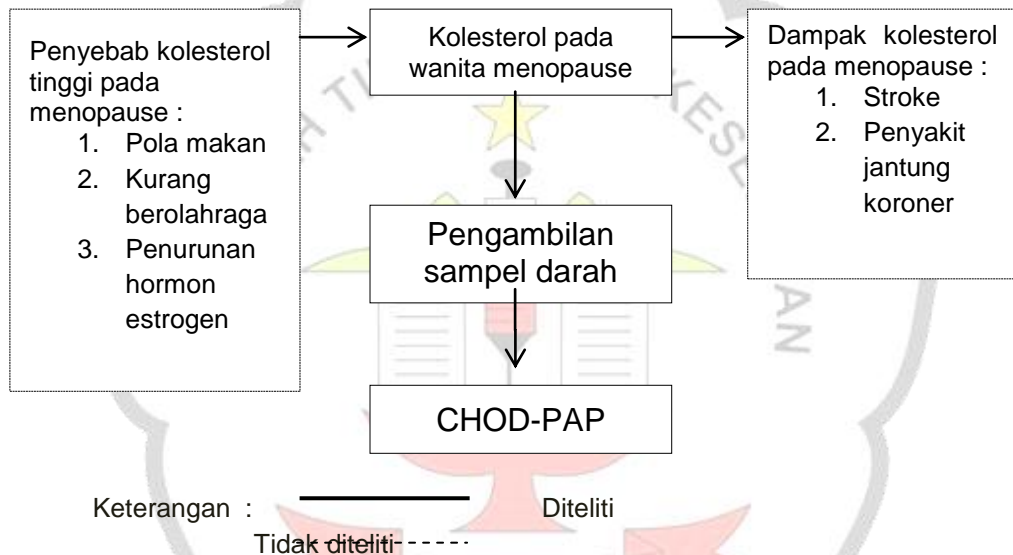 Penyebab kolesterol
tinggi pada
menopause :
1. Pola makan
2. Kurang
berolahraga
3. Penurunan
hormon
estrogen
Kolesterol pada
wanita menopause
Dampak kolesterol
pada menopause :
1. Stroke
2. Penyakit
jantung
koroner
Pengambilan
sampel darah
CHOD-PAP
Keterangan : Diteliti
Tidak diteliti